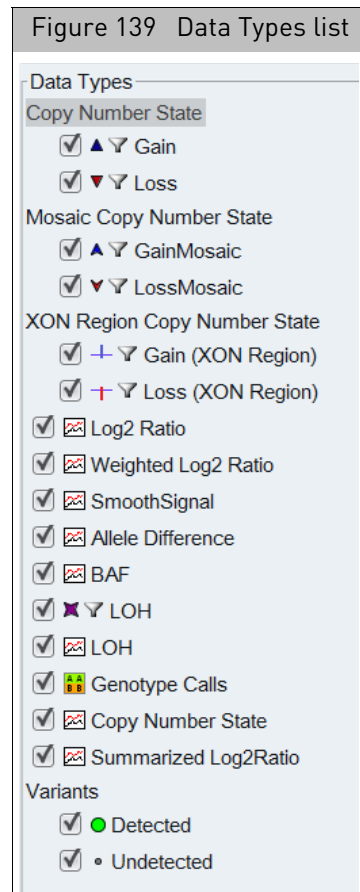 Figure 139 Data Types list
Data Types
Copy Number State
Gain
Loss
Mosaic Copy Number State
GainMosaic
LossMosaic
XON Region Copy Number State
Gain (XON Region)
Loss (XON Region)
Log2 Ratio
Weighted Log2 Ratio
SmoothSignal
Allele Difference
BAF
LOH
LOH
A A
B B
Genotype Calls
Copy Number State
Summarized Log2Ratio
Variants
Detected
Undetected